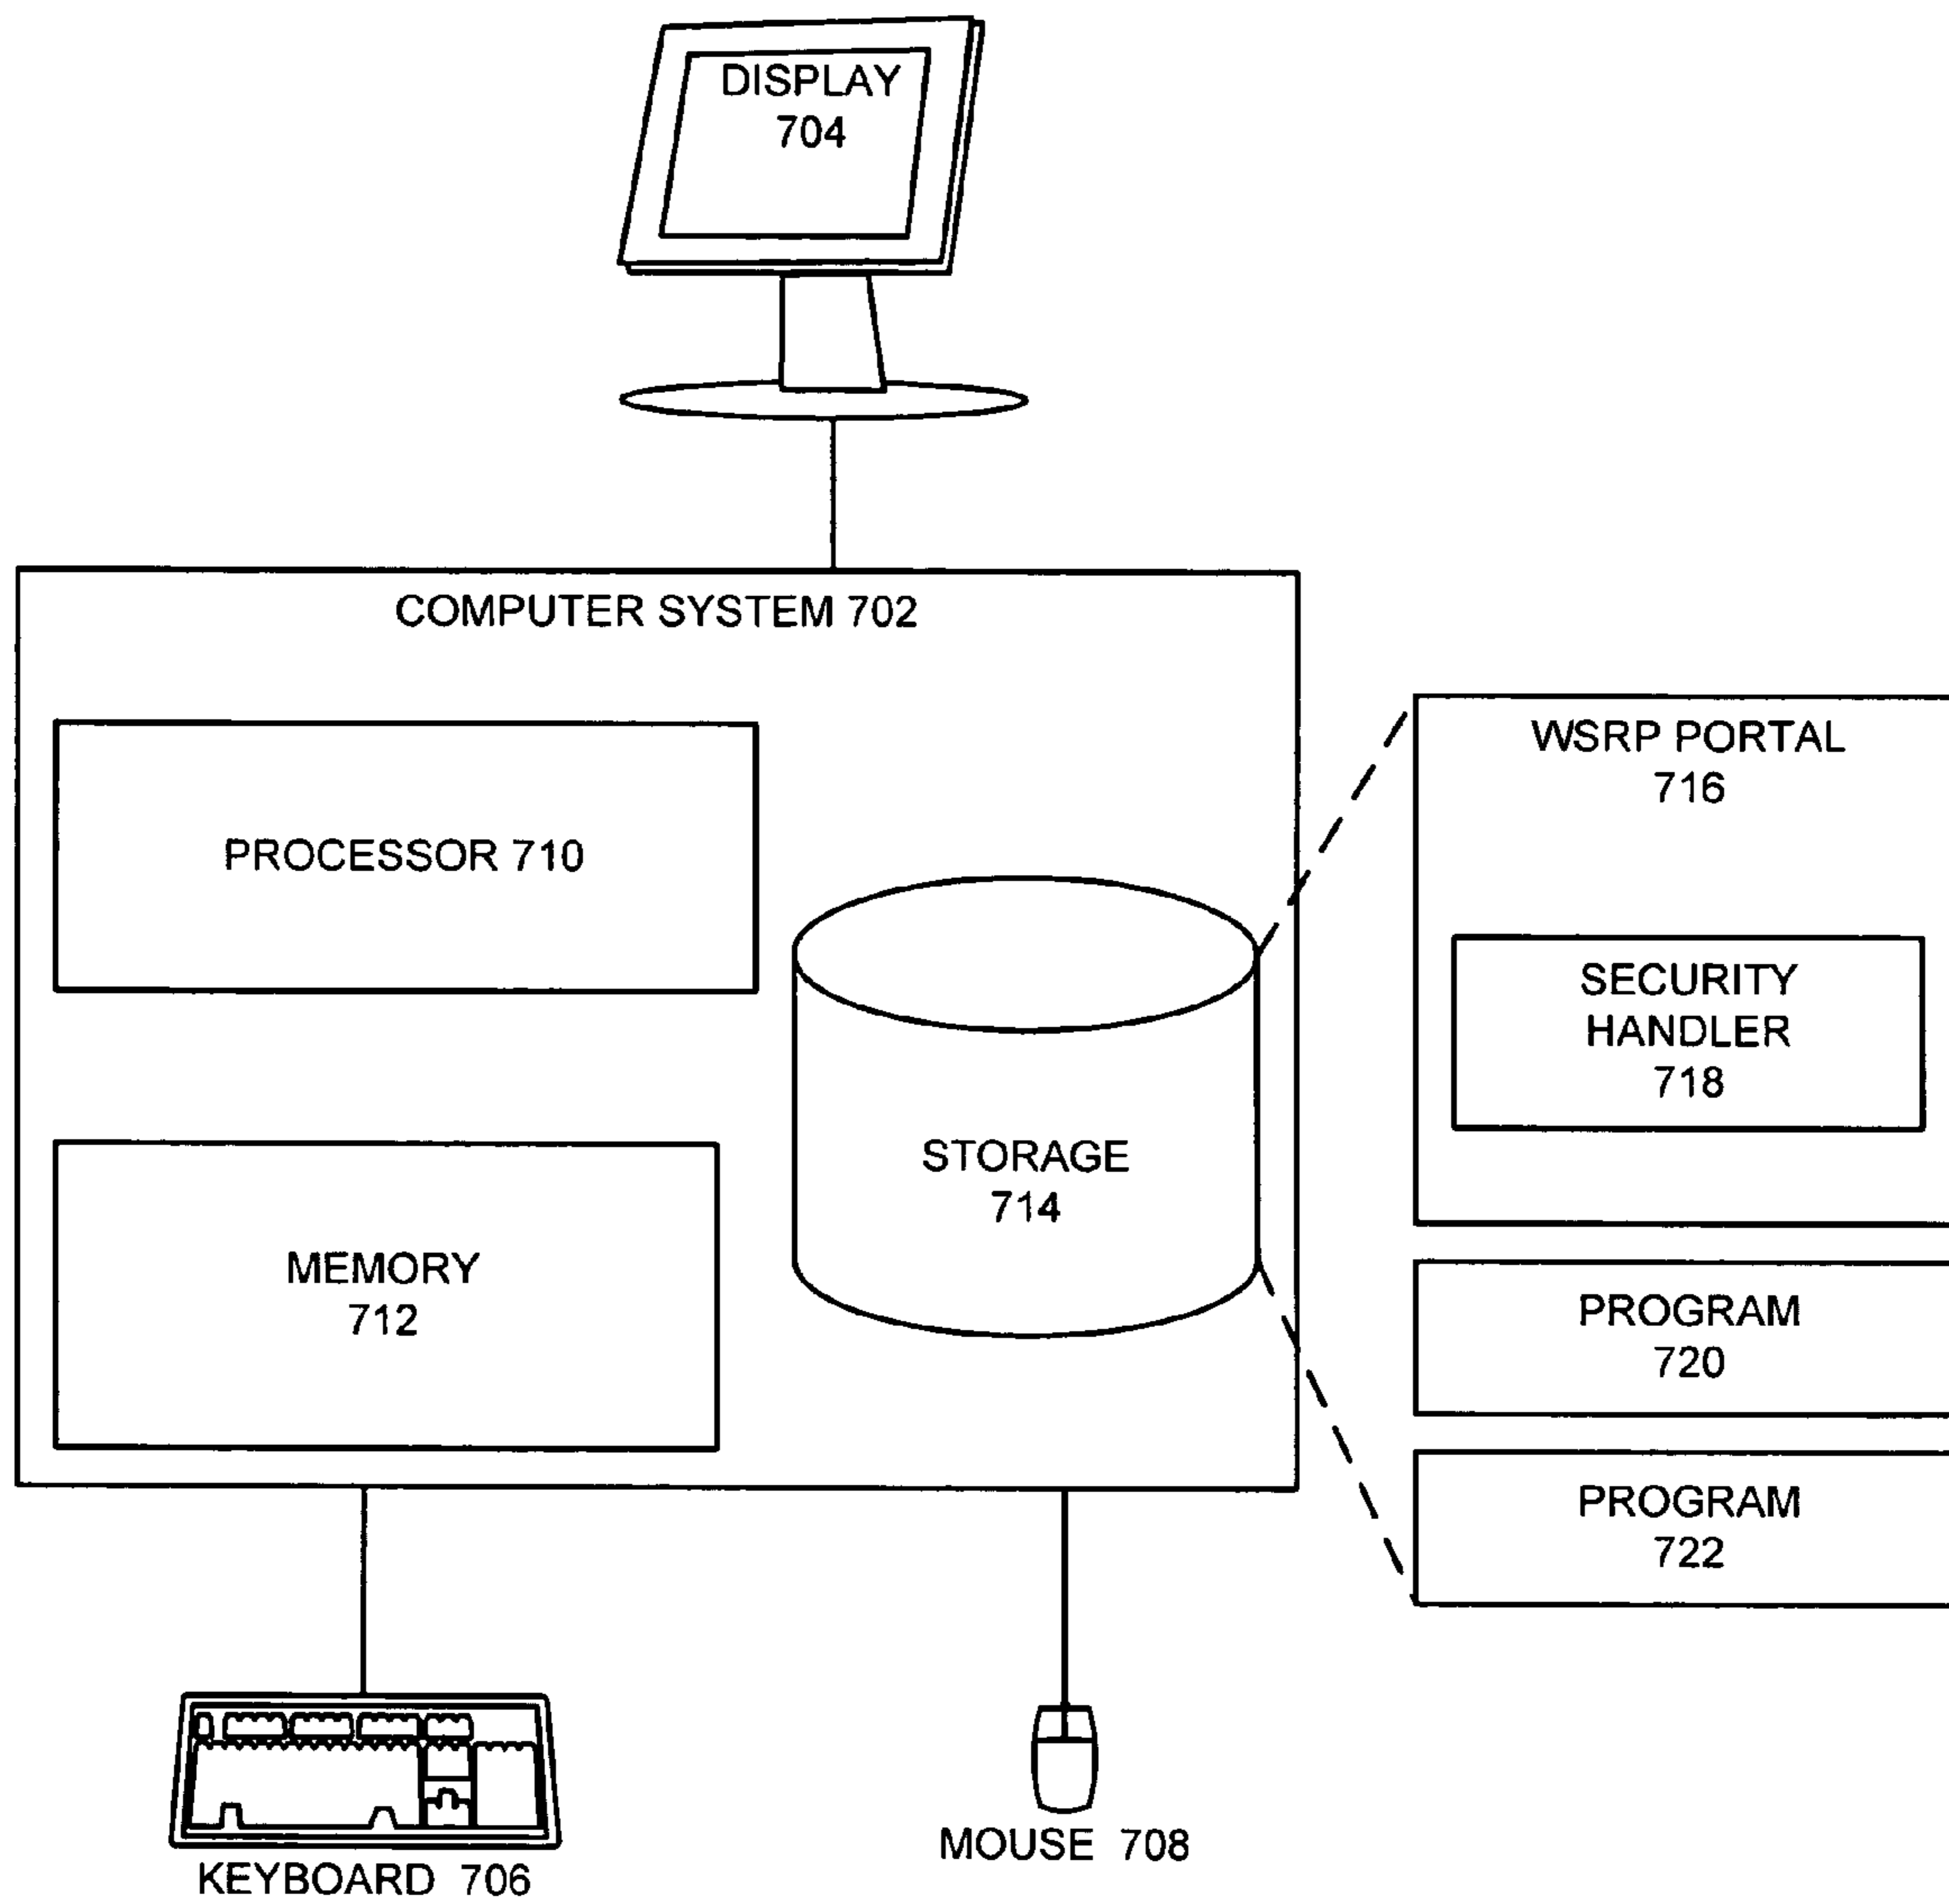 DISPLAY
704
COMPUTER SYSTEM 702
PROCESSOR 710
MEMORY
712
STORAGE
714
WSRP PORTAL
716
SECURITY
HANDLER
718
PROGRAM
720
PROGRAM
722
KEYBOARD 706
MOUSE 708